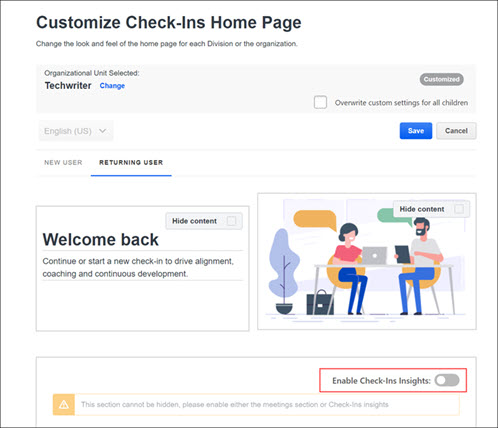 Customize Check-Ins Home Page
Change the look and feel of the home page for each Division or the organization.
Organizational Unit Selected:
Techwriter Change
Customized
Overwrite custom settings for all children
English (US)
Save
Cancel
NEW USER
RETURNING USER
Hide content
Welcome back
Continue or start a new check-in to drive alignment,
coaching and continuous development.
Hide content
Enable Check-Ins Insights:
This section cannot be hidden, please enable either the meetings section or Check-Ins insights